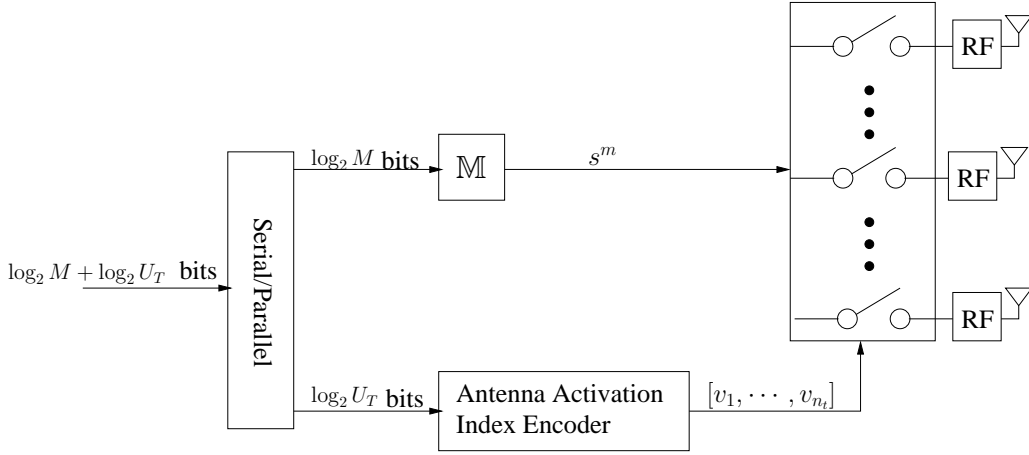 RF
log₂ M bits
𝕄
s^m
RF
Serial/Parallel
log₂ M + log₂ U_T bits
RF
log₂ U_T bits
Antenna Activation
Index Encoder
[v₁, ⋯ , v_{n_t}]